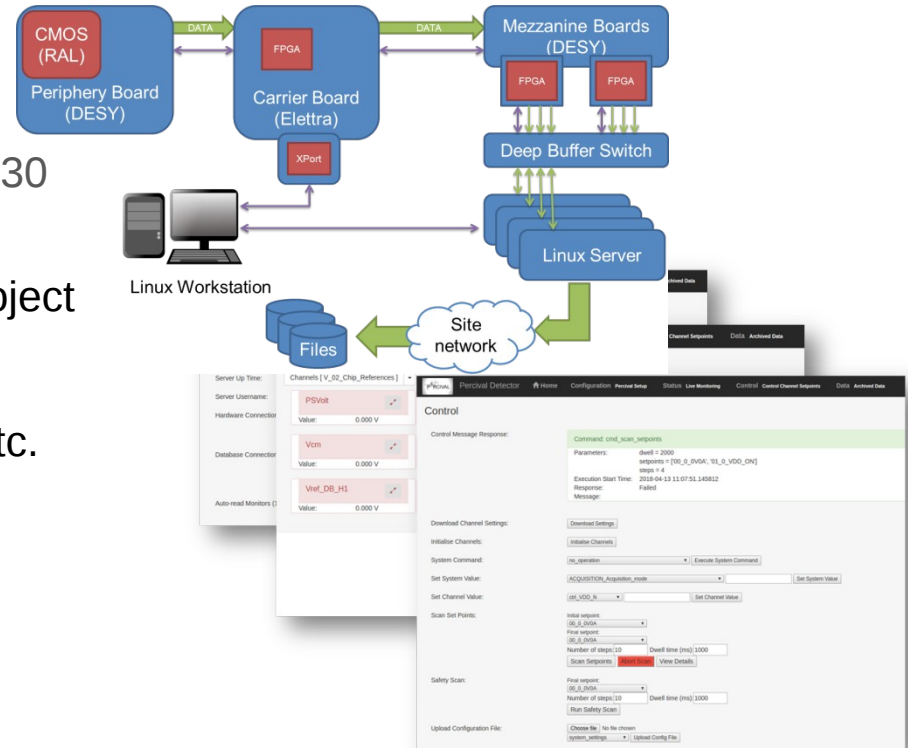 CMOS
(RAL)
Periphery Board
(DESY)
DATA
FPGA
Carrier Board
(Elettra)
XPort
DATA
Mezzanine Boards
(DESY)
FPGA
FPGA
Deep Buffer Switch
Linux Server
30
oject
tc.
Linux Workstation
Files
Site
network
chived Data
Channel Setpoints Data Archived Data
Server Up Time:
Server Username:
Hardware Connection
Database Connection
Auto-read Monitors (
Channels [ V_02_Chip_References ]
PSVolt
Value: 0.000 V
Vcm
Value: 0.000 V
Vref_DB_H1
Value: 0.000 V
PERCIVAL Percival Detector Home Configuration Percival Setup Status Live Monitoring Control Control Channel Setpoints Data Archived Data
Control
Control Message Response:
Command: cmd_scan_setpoints
Parameters: dwell = 2000
setpoints = ['00_0_0V0A', '01_0_VDD_ON']
steps = 4
Execution Start Time: 2018-04-13 11:07:51.145812
Response: Failed
Message:
Download Channel Settings: Download Settings
Initialise Channels: Initialise Channels
System Command: no_operation Execute System Command
Set System Value: ACQUISITION_Acquisition_mode Set System Value
Set Channel Value: ctrl_VDD_N Set Channel Value
Scan Set Points: Initial setpoint:
00_0_0V0A
Final setpoint:
00_0_0V0A
Number of steps 10 Dwell time (ms) 1000
Scan Setpoints Abort Scan View Details
Safety Scan: Final setpoint:
00_0_0V0A
Number of steps 10 Dwell time (ms) 1000
Run Safety Scan
Upload Configuration File: Choose file No file chosen
system_settings Upload Config File